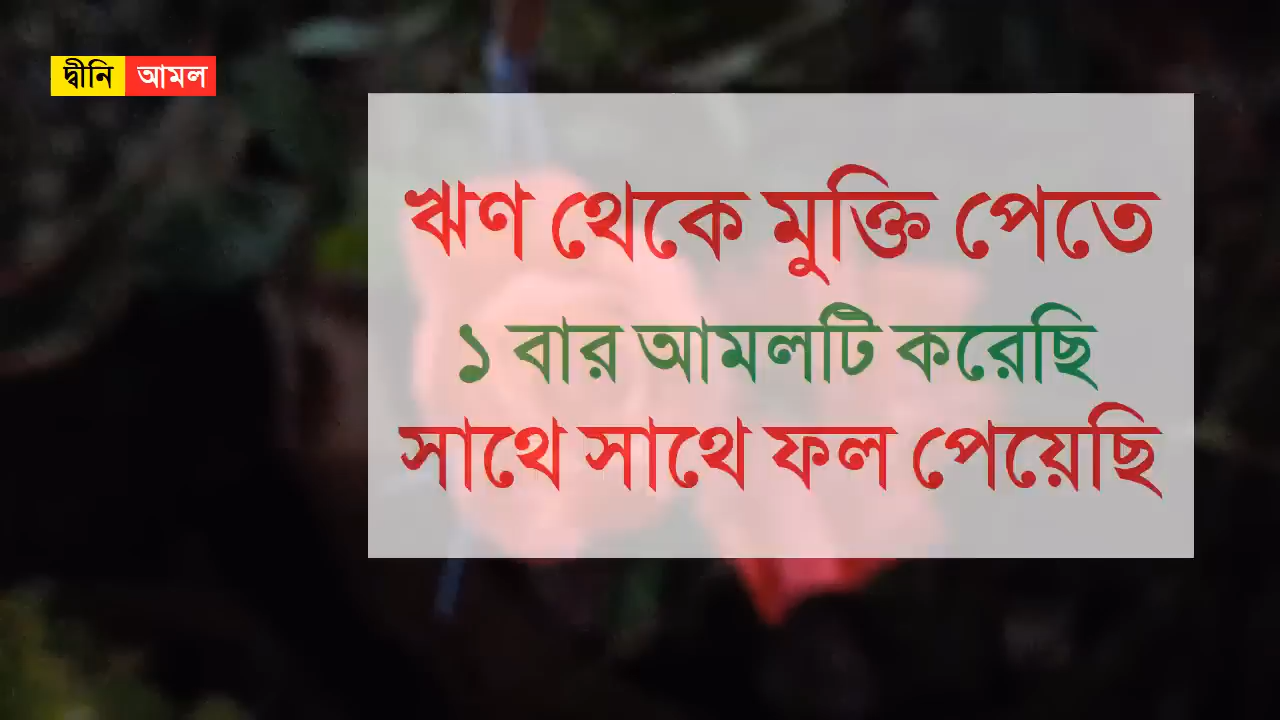 দ্বীনি আমল
ঋণ থেকে মুক্তি পেতে
১ বার আমলটি করেছি
সাথে সাথে ফল পেয়েছি